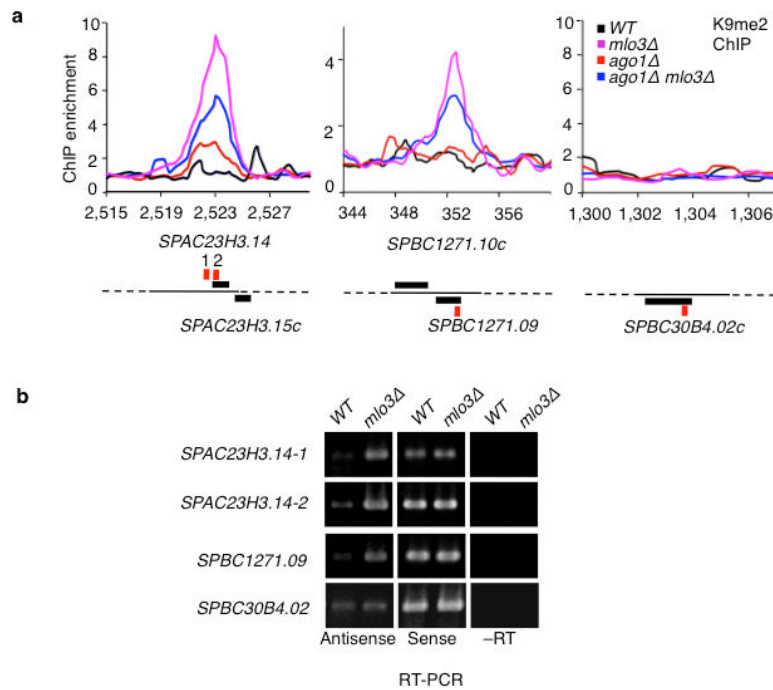 a
ChIP enrichment
10
8
6
4
2
0
2,515
2,519
2,523
2,527
4
2
0
344
348
352
356
10
8
6
4
2
0
1,300
1,302
1,304
1,306
WT
mlo3Δ
ago1Δ
ago1Δ mlo3Δ
K9me2
ChIP
SPAC23H3.14
1 2
SPAC23H3.15c
SPBC1271.10c
SPBC1271.09
SPBC30B4.02c
b
WT mlo3Δ WT mlo3Δ WT mlo3Δ
SPAC23H3.14-1
SPAC23H3.14-2
SPBC1271.09
SPBC30B4.02
Antisense Sense –RT
RT-PCR